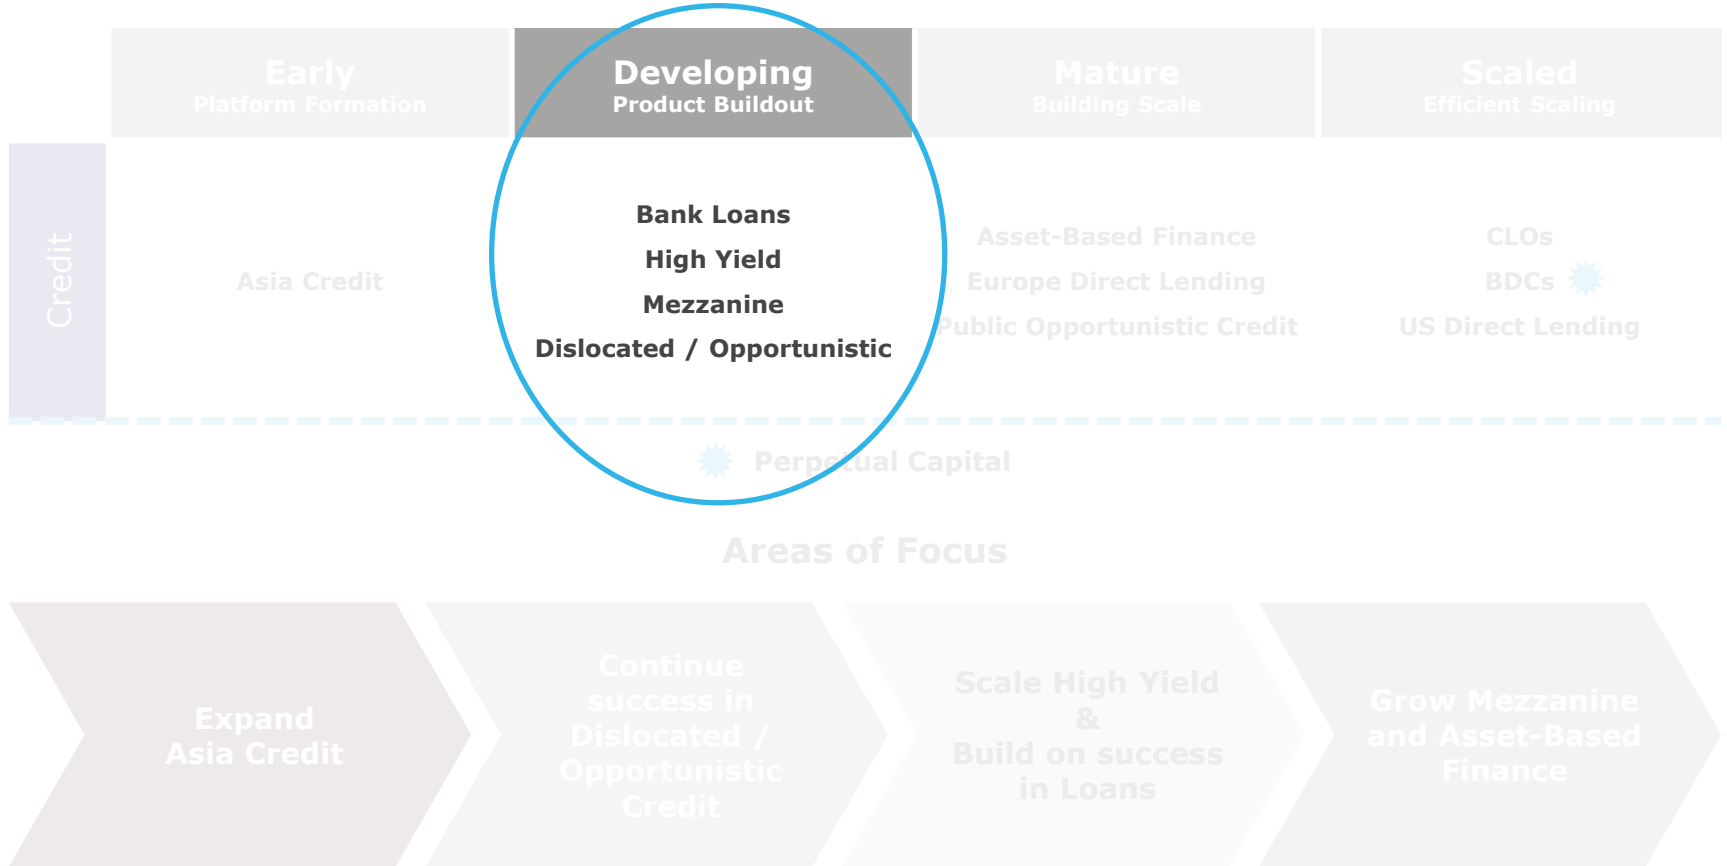 Early
Platform Formation
Developing
Product Buildout
Mature
Building Scale
Scaled
Efficient Scaling
Credit
Asia Credit
Bank Loans
High Yield
Mezzanine
Dislocated / Opportunistic
Asset-Based Finance
Europe Direct Lending
Public Opportunistic Credit
CLOs
BDCs
US Direct Lending
Perpetual Capital
Areas of Focus
Expand
Asia Credit
Continue
success in
Dislocated /
Opportunistic
Credit
Scale High Yield
&
Build on success
in Loans
Grow Mezzanine
and Asset-Based
Finance